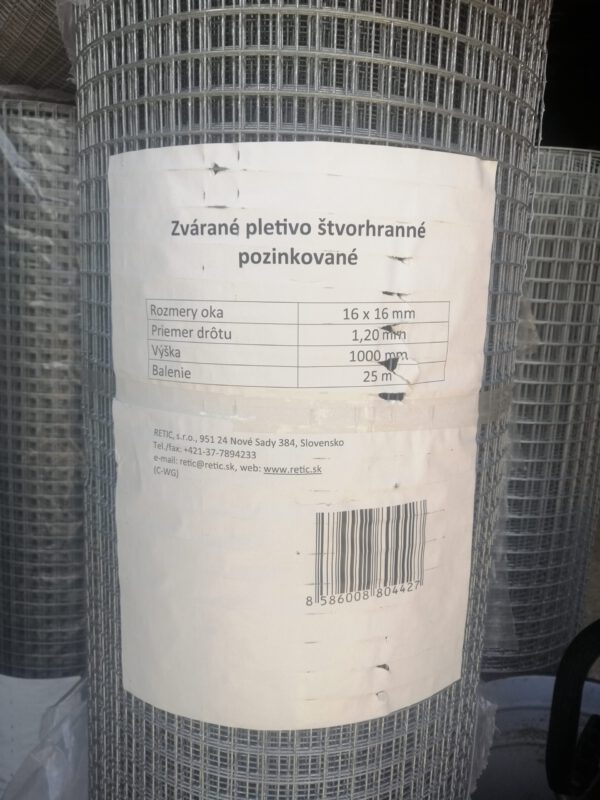 Zvárané pletivo štvorhranné
pozinkované
Rozmery oka 16 x 16 mm
Priemer drôtu 1,20 mm
Výška 1000 mm
Balenie 25 m
RETIC, s.r.o., 951 24 Nové Sady 384, Slovensko
Tel./fax: +421-37-7894233
e-mail: retic@retic.sk, web: www.retic.sk
(C-WG)
8 586008 804427